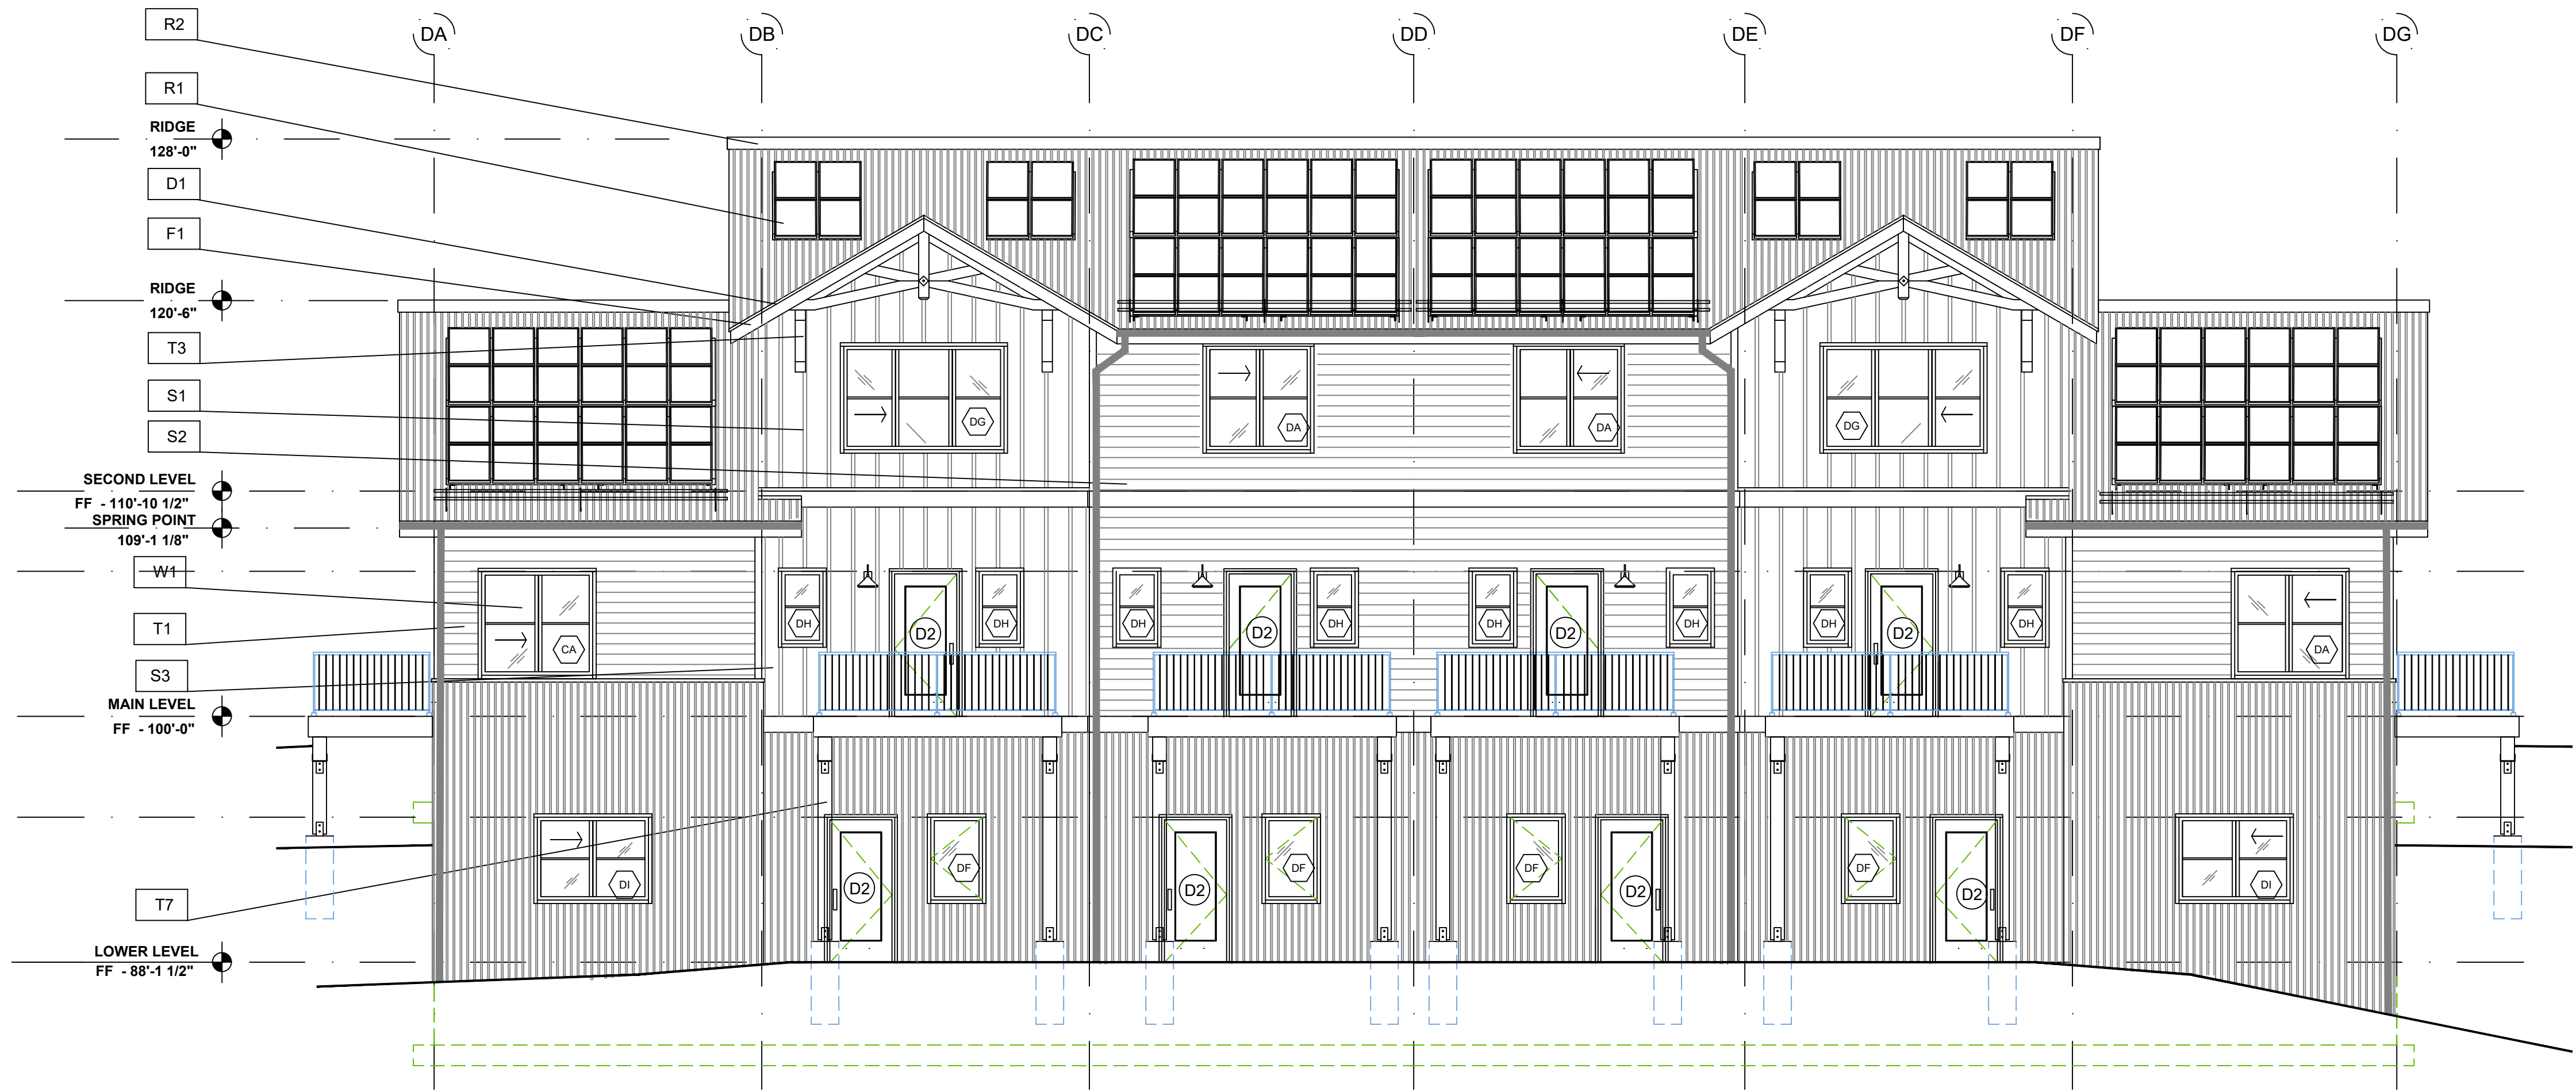 R2
DA
DB
DC
DD
DE
DF
DG
R1
RIDGE
128'-0"
D1
F1
RIDGE
120'-6"
T3
S1
DG
DA
DA
DG
S2
SECOND LEVEL
FF - 110'-10 1/2"
SPRING POINT
109'-1 1/8"
W1
T1
CA
DH
D2
DH
DH
D2
DH
DH
D2
DH
DH
D2
DH
DA
S3
MAIN LEVEL
FF - 100'-0"
T7
DI
D2
DF
D2
DF
DF
D2
DF
D2
DI
LOWER LEVEL
FF - 88'-1 1/2"